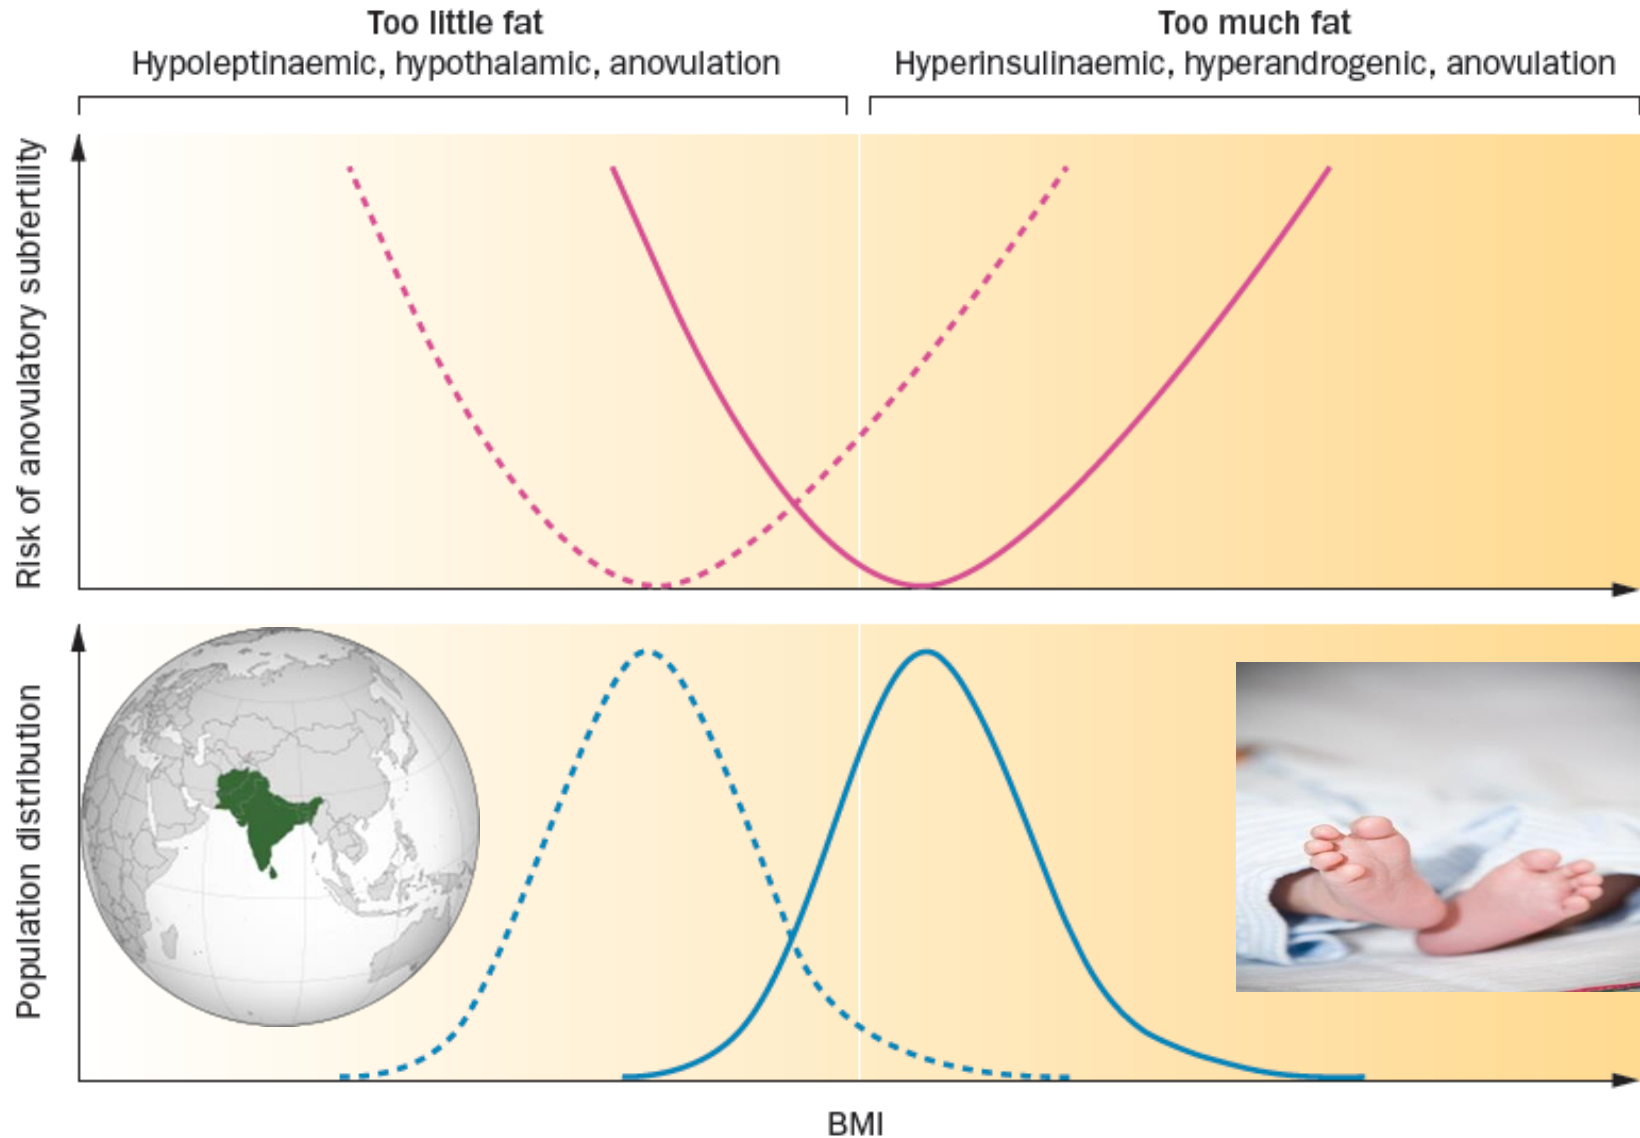 Too little fat
Hypoleptinaemic, hypothalamic, anovulation
Too much fat
Hyperinsulinaemic, hyperandrogenic, anovulation
Risk of anovulatory subfertility
Population distribution
BMI